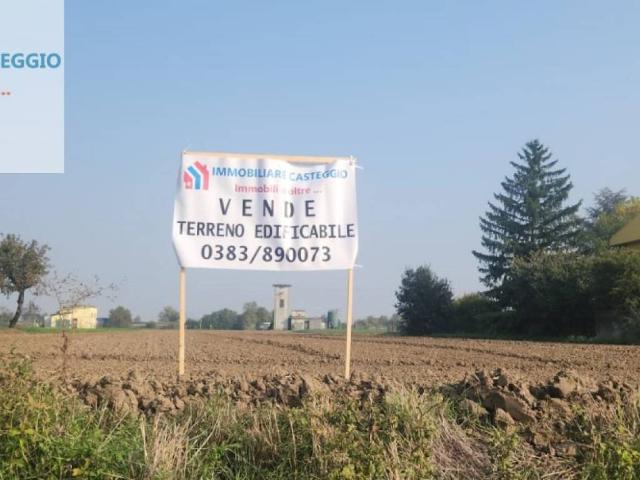 EGGIO
...
IMMOBILIARE CASTEGGIO
Immobili e oltre ...
VENDE
TERRENO EDIFICABILE
0383/890073